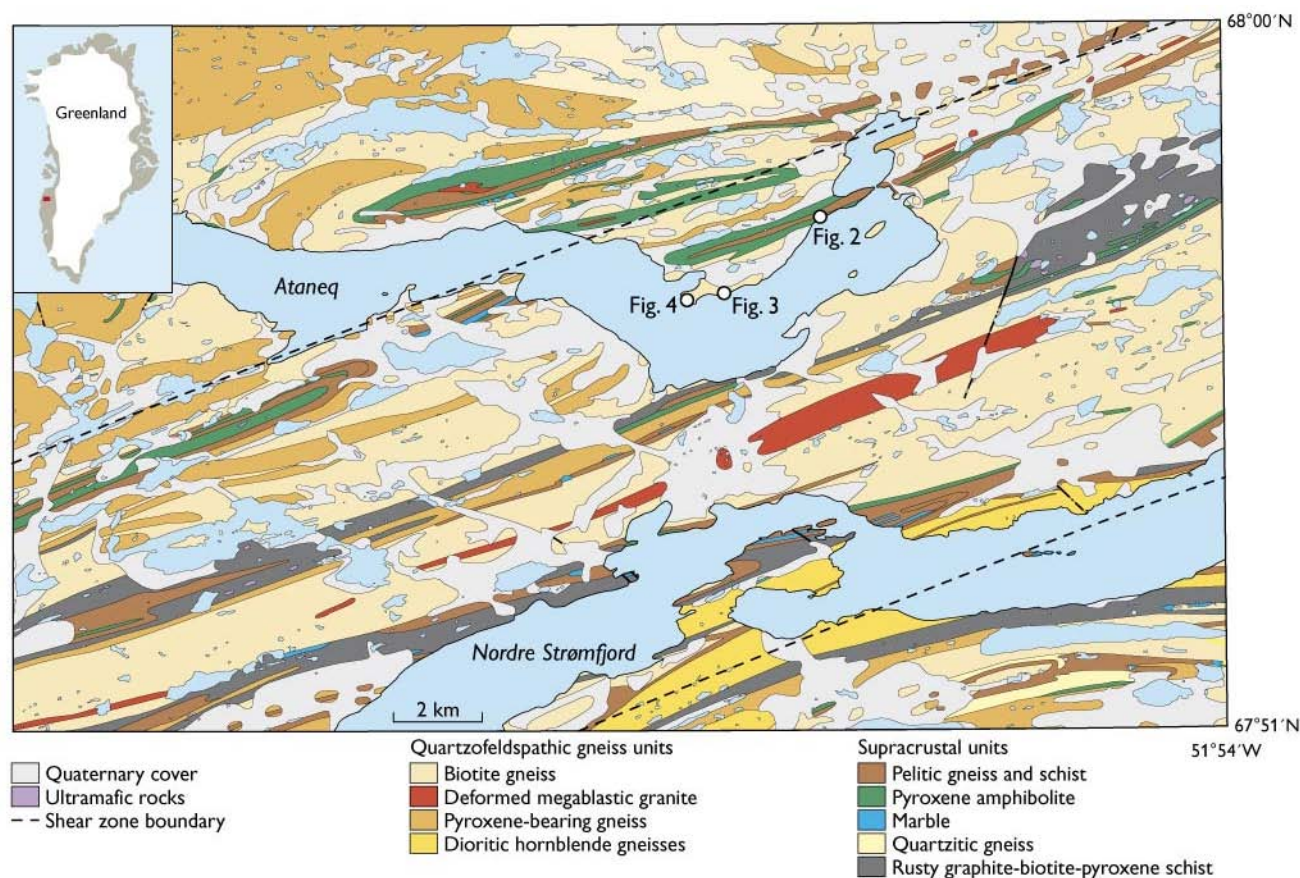 68°00´N
Greenland
Fig. 2
Ataneq
Fig. 4
Fig. 3
Nordre Strømfjord
2 km
67°51´N
51°54´W
Quaternary cover
Ultramafic rocks
Shear zone boundary
Quartzofeldspathic gneiss units
Biotite gneiss
Deformed megablastic granite
Pyroxene-bearing gneiss
Dioritic hornblende gneisses
Supracrustal units
Pelitic gneiss and schist
Pyroxene amphibolite
Marble
Quartzitic gneiss
Rusty graphite-biotite-pyroxene schist